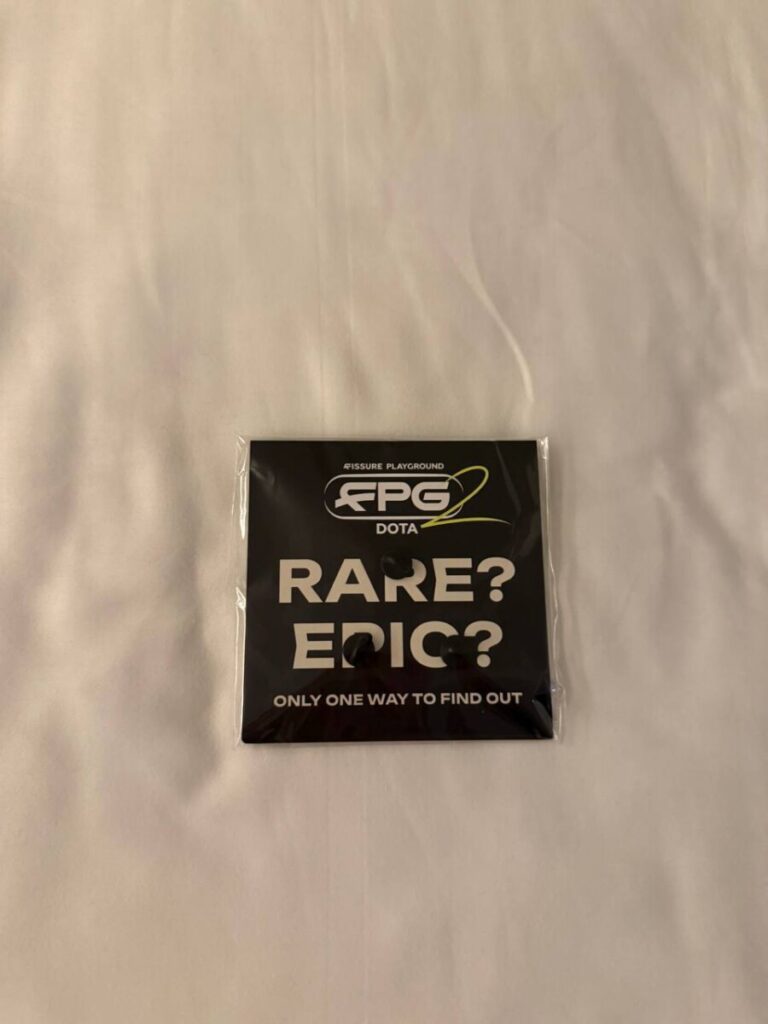 FISSURE PLAYGROUND
FPG 2
DOTA
RARE?
EPIC?
ONLY ONE WAY TO FIND OUT